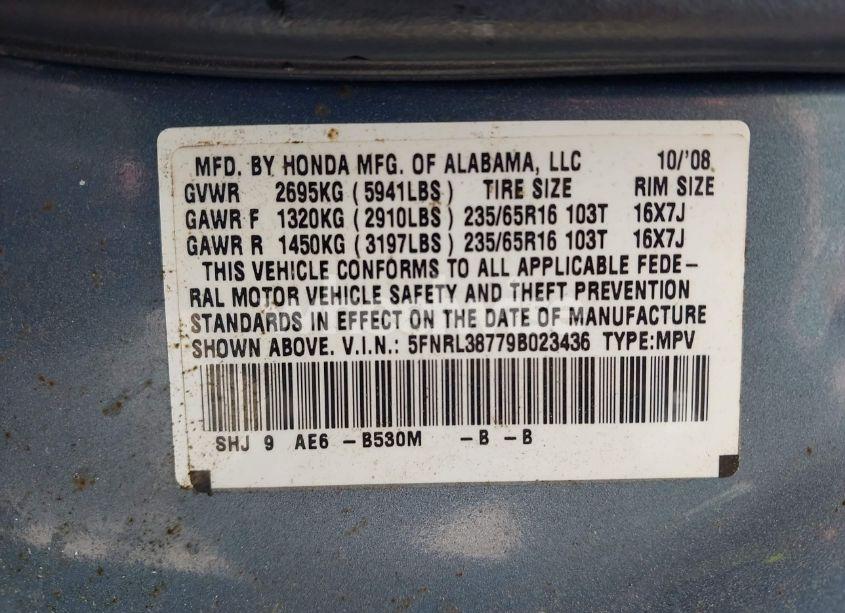 MFD. BY HONDA MFG. OF ALABAMA, LLC 10/'08
GVWR 2695KG ( 5941LBS ) TIRE SIZE RIM SIZE
GAWR F 1320KG ( 2910LBS ) 235/65R16 103T 16X7J
GAWR R 1450KG ( 3197LBS ) 235/65R16 103T 16X7J
THIS VEHICLE CONFORMS TO ALL APPLICABLE FEDE–
RAL MOTOR VEHICLE SAFETY AND THEFT PREVENTION
STANDARDS IN EFFECT ON THE DATE OF MANUFACTURE
SHOWN ABOVE. V.I.N.: 5FNRL38779B023436 TYPE:MPV
SHJ 9 AE6 –B530M –B –B